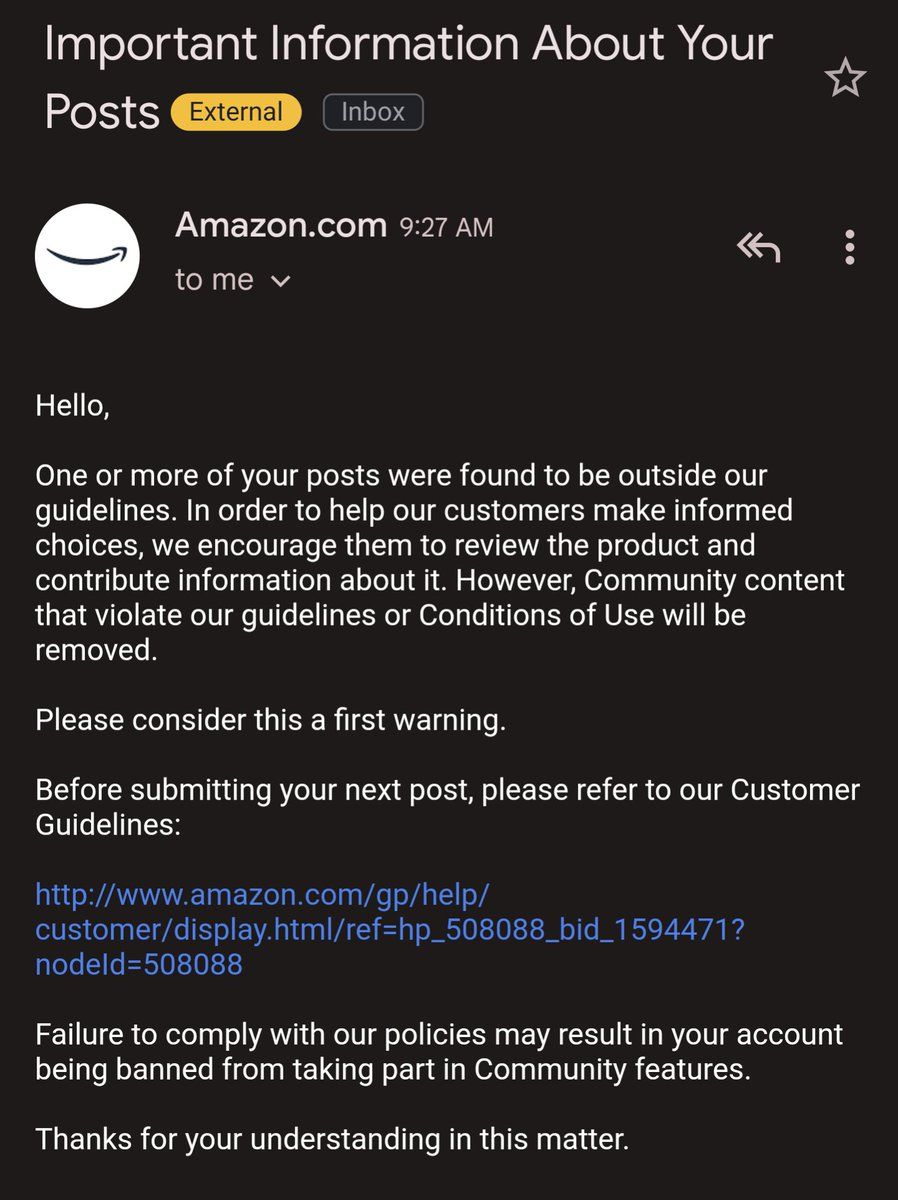 Important Information About Your
Posts External Inbox
Amazon.com 9:27 AM
to me
Hello,
One or more of your posts were found to be outside our
guidelines. In order to help our customers make informed
choices, we encourage them to review the product and
contribute information about it. However, Community content
that violate our guidelines or Conditions of Use will be
removed.
Please consider this a first warning.
Before submitting your next post, please refer to our Customer
Guidelines:
http://www.amazon.com/gp/help/
customer/display.html/ref=hp_508088_bid_1594471?
nodeId=508088
Failure to comply with our policies may result in your account
being banned from taking part in Community features.
Thanks for your understanding in this matter.